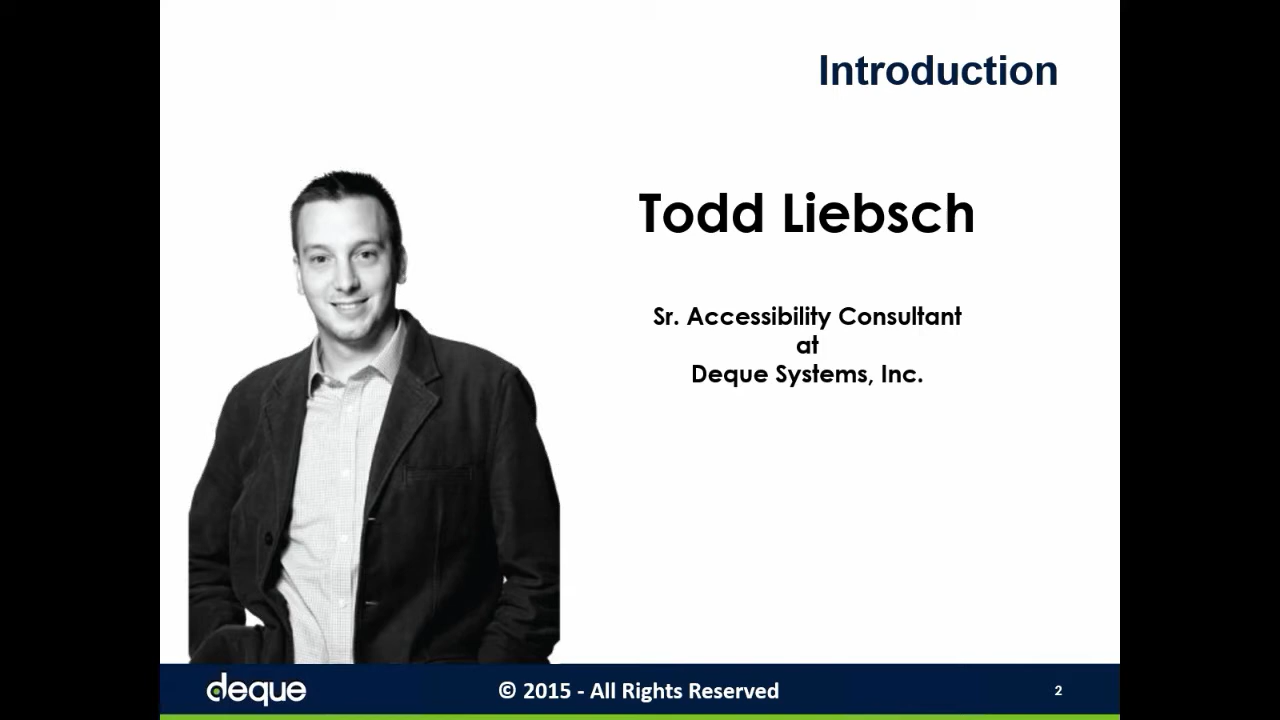 Introduction
Todd Liebsch
Sr. Accessibility Consultant
at
Deque Systems, Inc.
deque
© 2015 - All Rights Reserved
2